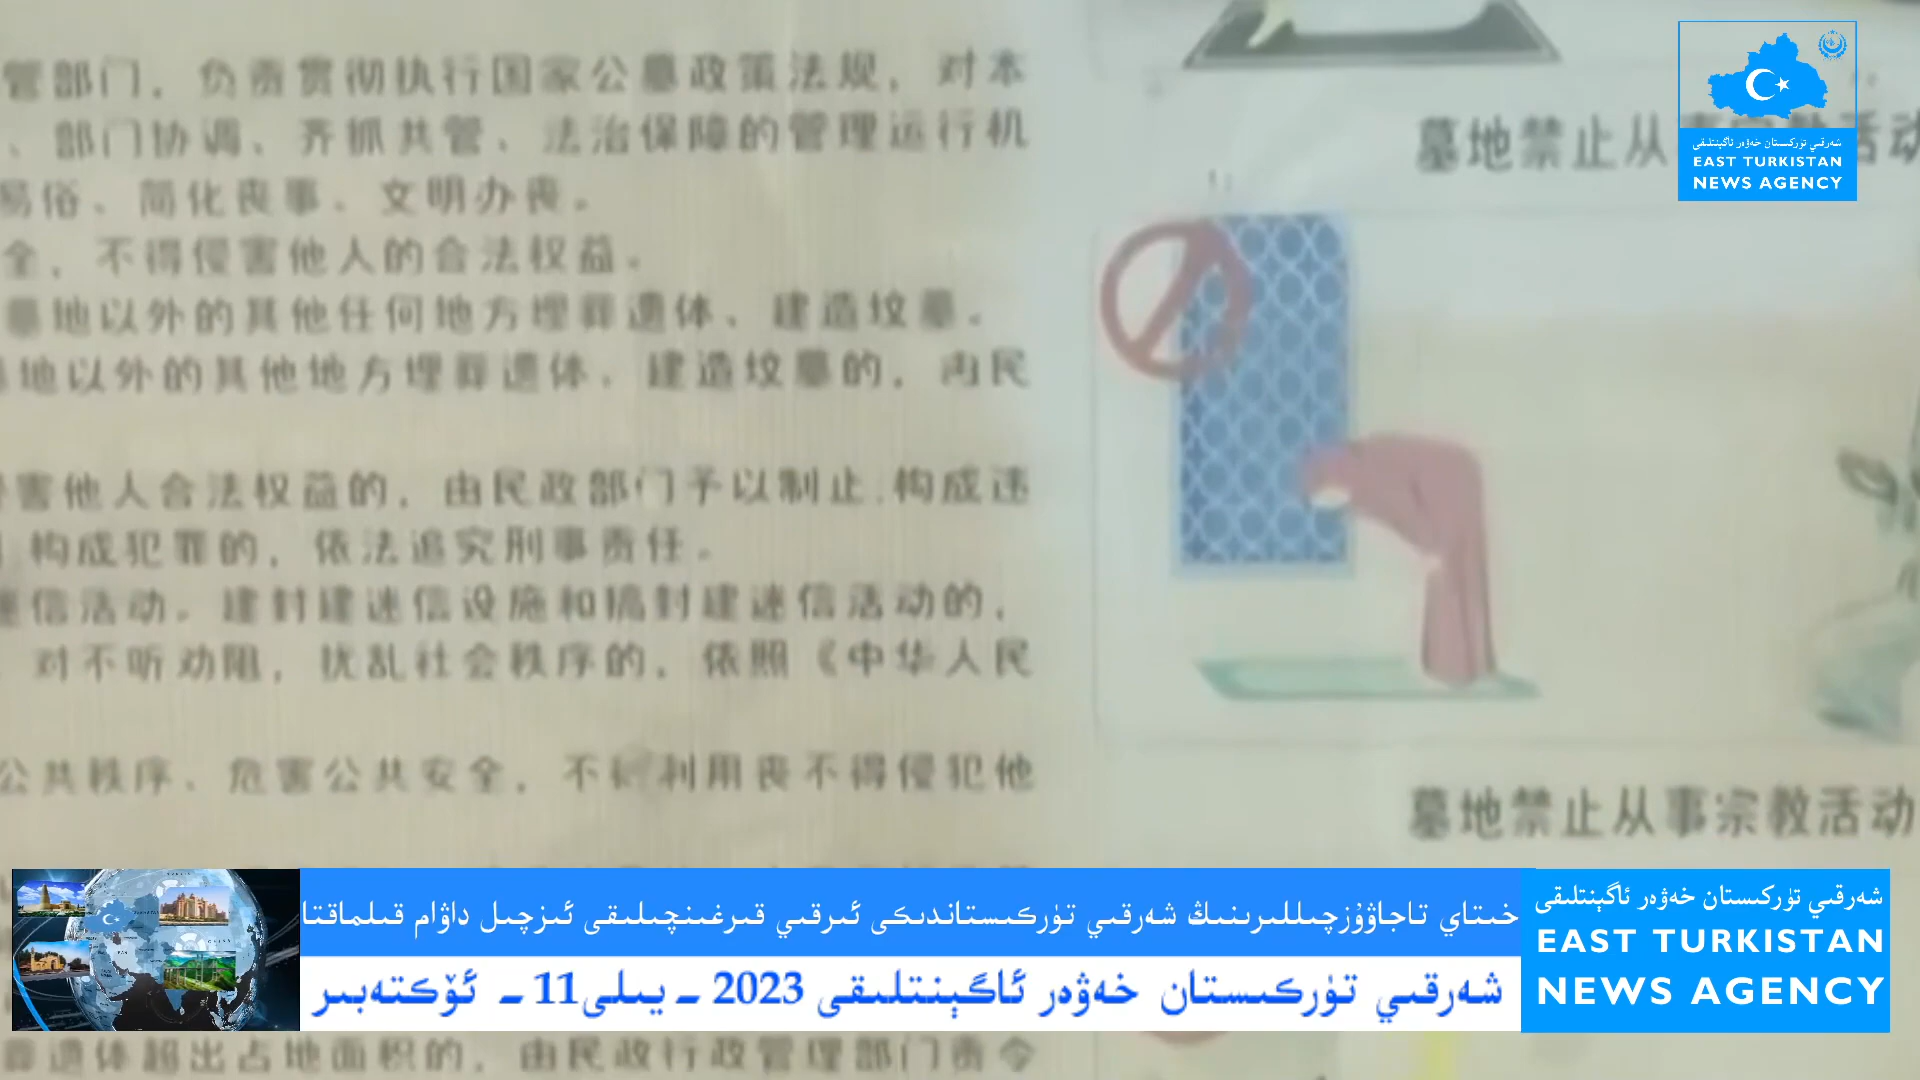 管部门，负责贯彻执行国家公墓政策法规，对本
、部门协调、齐抓共管、法治保障的管理运行机
易俗、简化丧事、文明办丧。
全，不得侵害他人的合法权益。
墓地以外的其他任何地方埋葬遗体、建造坟墓。
地以外的其他地方埋葬遗体、建造坟墓的，由民
害他人合法权益的，由民政部门予以制止，构成违
构成犯罪的，依法追究刑事责任。
迷信活动。建封建迷信设施和搞封建迷信活动的，
对不听劝阻，扰乱社会秩序的，依照《中华人民
公共秩序、危害公共安全，不得利用丧不得侵犯他
葬遗体超出占地面积的，由民政行政管理部门责令
墓地禁止从 活动
墓地禁止从事宗教活动
شەرقىي تۈركىستان خەۋەر ئاگېنتلىقى
EAST TURKISTAN
NEWS AGENCY
خىتاي تاجاۋۇزچىللىرىنىڭ شەرقىي تۈركىستاندىكى ئىرقىي قىرغىنچىلىقى ئىزچىل داۋام قىلماقتا
شەرقىي تۈركىستان خەۋەر ئاگېنتلىقى 2023 ـ يىلى11 ـ ئۆكتەبىر
شەرقىي تۈركىستان خەۋەر ئاگېنتلىقى
EAST TURKISTAN
NEWS AGENCY